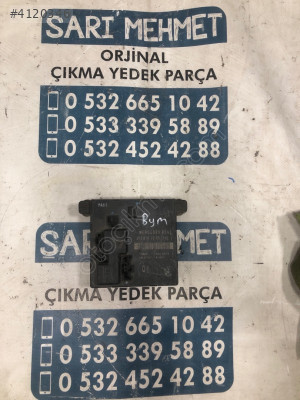 SARI MEHMET
ORJİNAL
ÇIKMA YEDEK PARÇA
0 532 665 10 42
0 533 339 58 89
0 532 452 42 88
Bym
SARI MEHMET
ÇIKMA YEDEK PARÇA
0 532 665 10 42
0 533 339 58 89
0 532 452 42 88